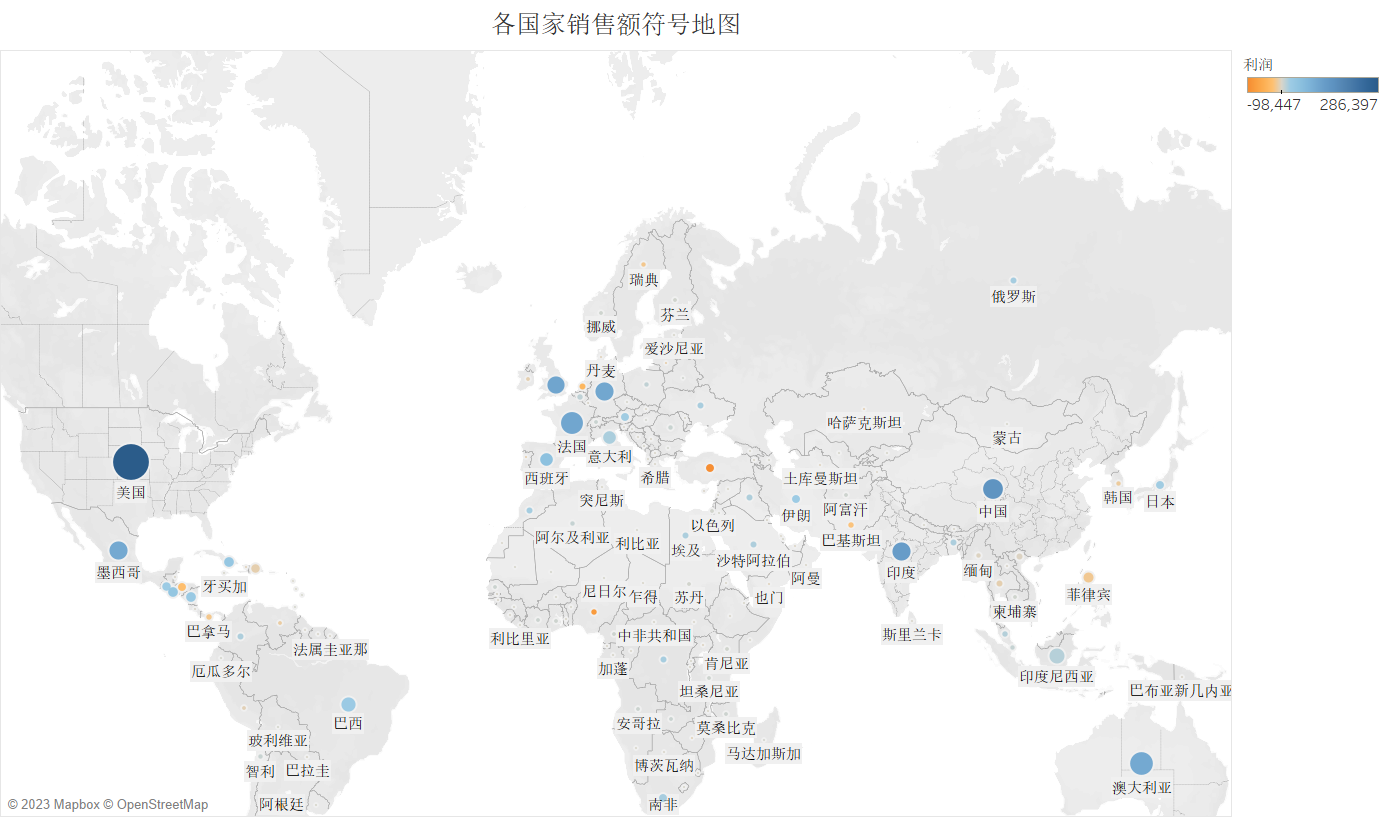 各国家销售额符号地图
利润
-98,447 286,397
瑞典
俄罗斯
芬兰
挪威
爱沙尼亚
丹麦
哈萨克斯坦
蒙古
法国
意大利
西班牙
希腊
土库曼斯坦
美国
突尼斯
韩国
日本
中国
伊朗
阿富汗
以色列
阿尔及利亚
利比亚
埃及
巴基斯坦
沙特阿拉伯
墨西哥
印度
缅甸
阿曼
牙买加
尼日尔
乍得
苏丹
也门
菲律宾
柬埔寨
巴拿马
利比里亚
中非共和国
斯里兰卡
法属圭亚那
厄瓜多尔
加蓬
肯尼亚
印度尼西亚
坦桑尼亚
巴布亚新几内亚
巴西
安哥拉
莫桑比克
玻利维亚
马达加斯加
智利
巴拉圭
博茨瓦纳
澳大利亚
阿根廷
南非
© 2023 Mapbox © OpenStreetMap